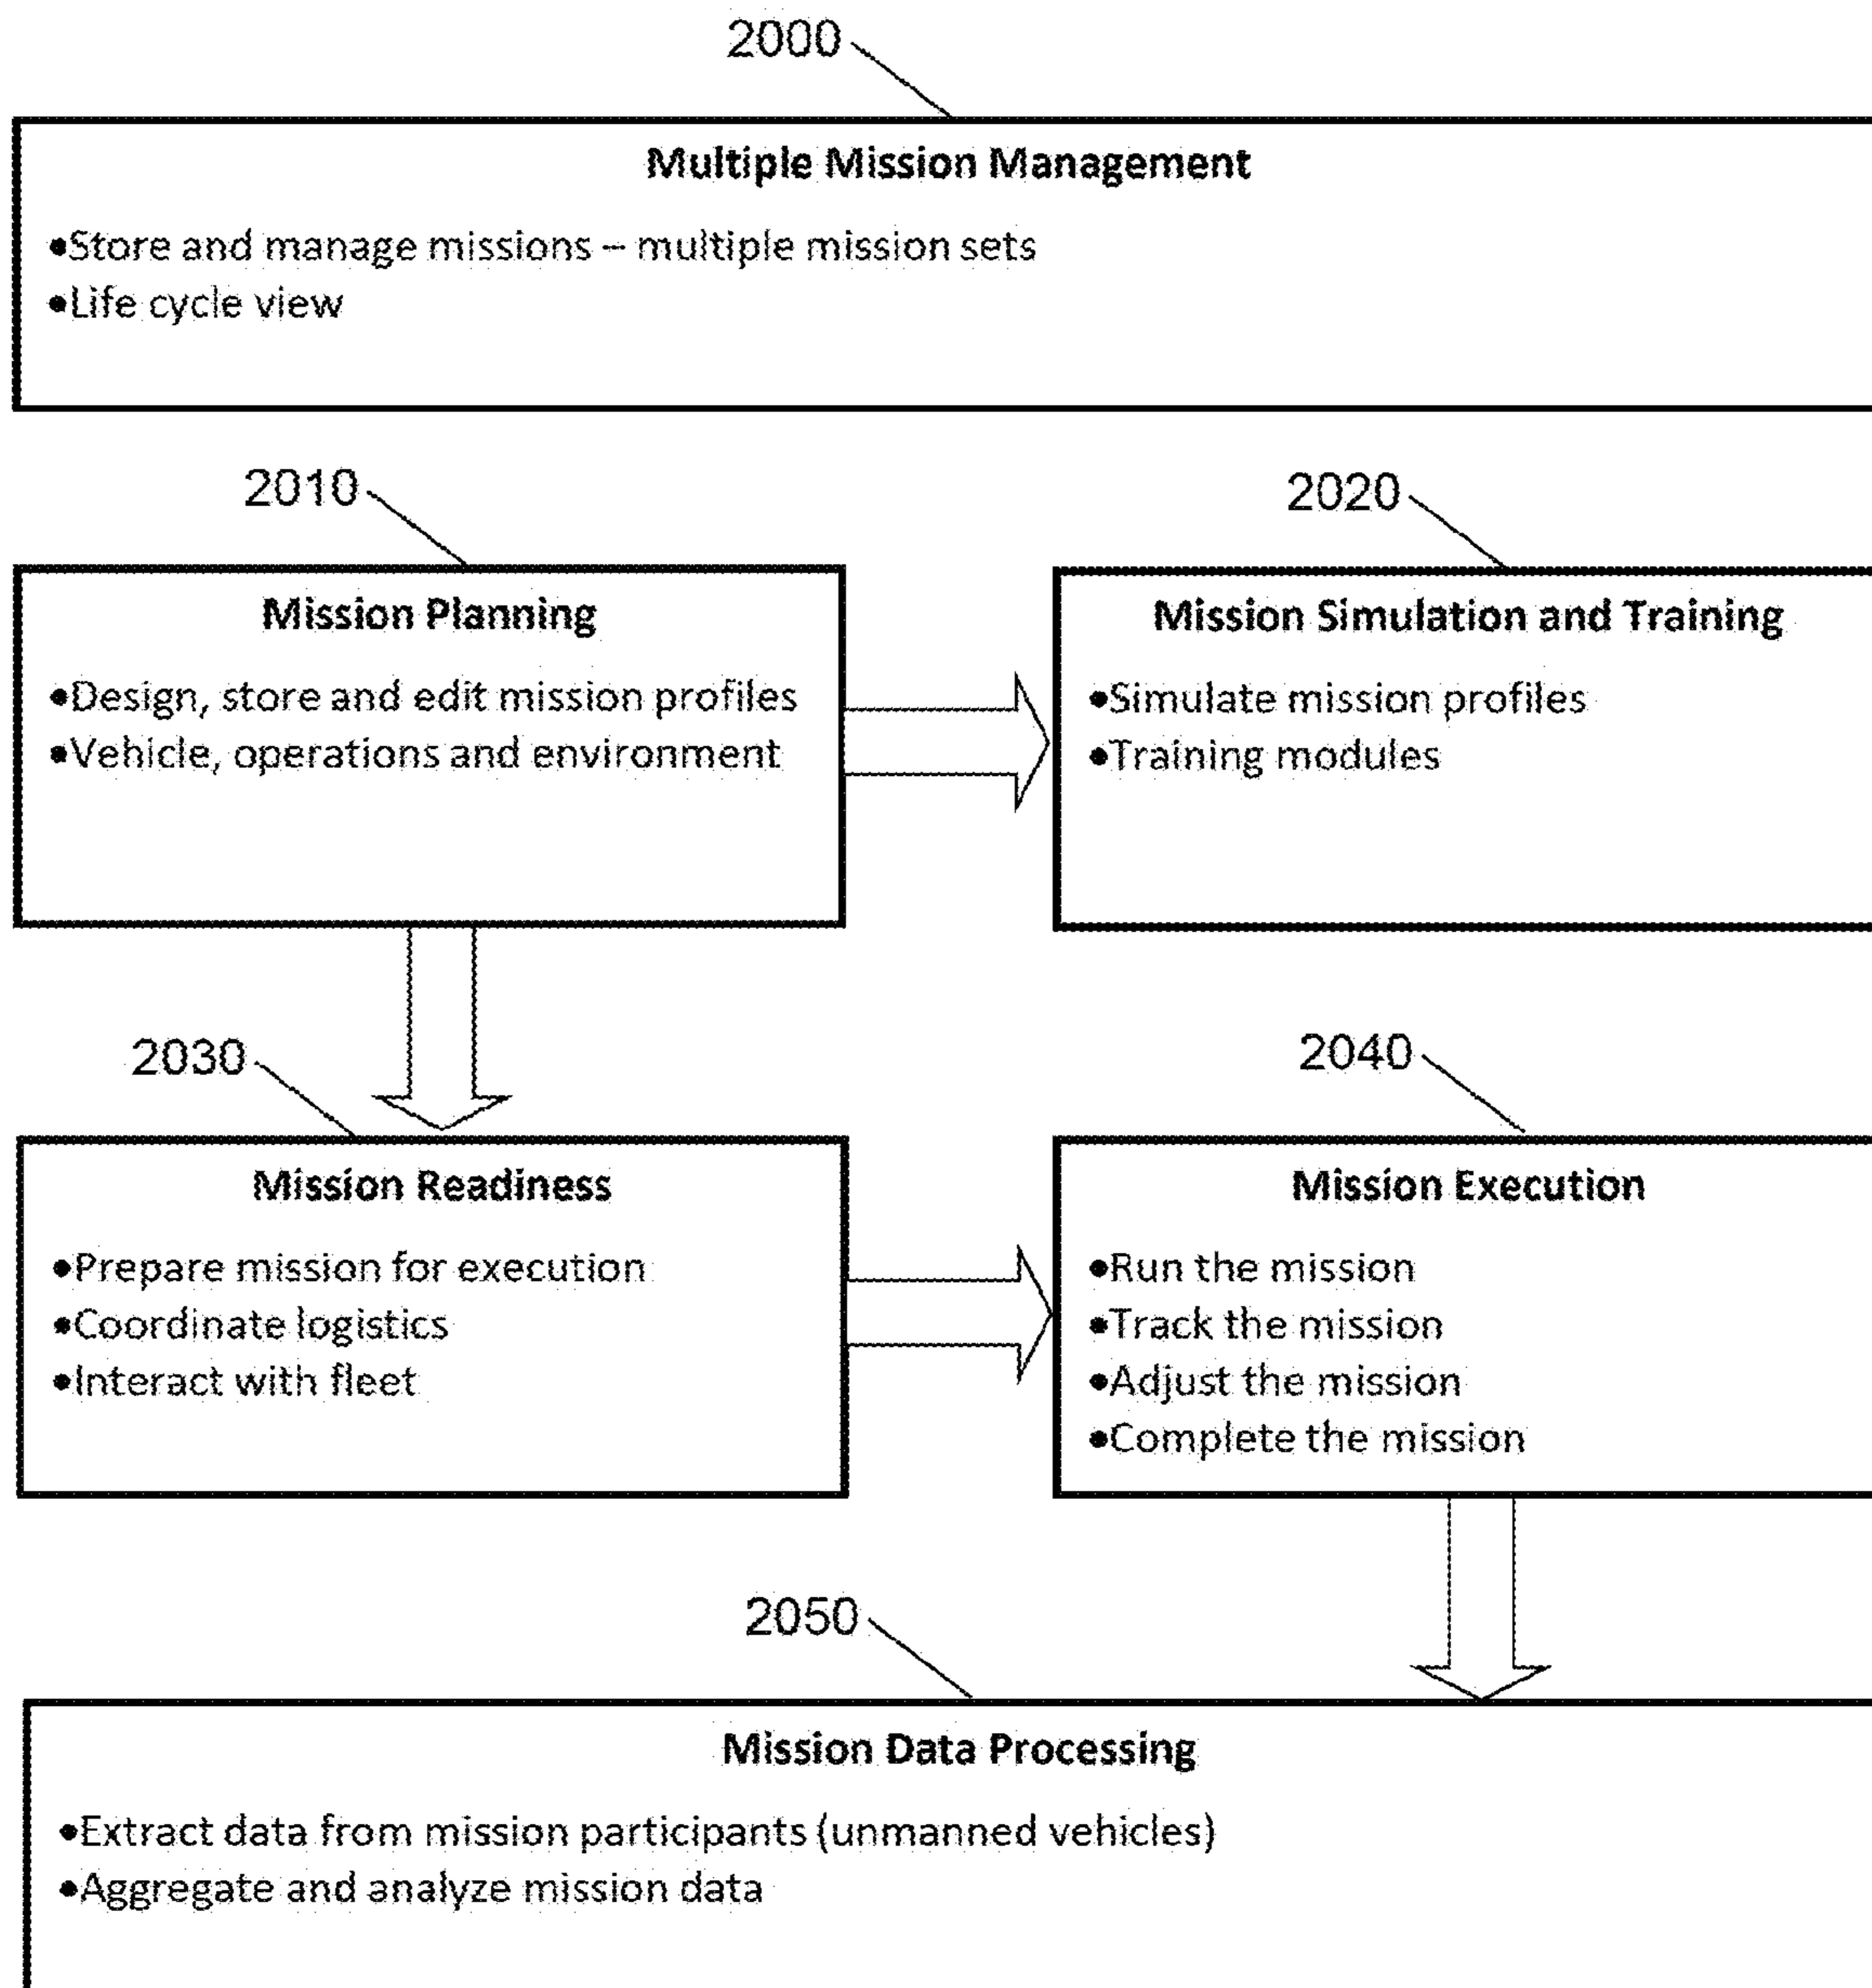 2000
Multiple Mission Management
•Store and manage missions – multiple mission sets
•Life cycle view
2010
Mission Planning
•Design, store and edit mission profiles
•Vehicle, operations and environment
2020
Mission Simulation and Training
•Simulate mission profiles
•Training modules
2030
Mission Readiness
•Prepare mission for execution
•Coordinate logistics
•Interact with fleet
2040
Mission Execution
•Run the mission
•Track the mission
•Adjust the mission
•Complete the mission
2050
Mission Data Processing
•Extract data from mission participants (unmanned vehicles)
•Aggregate and analyze mission data